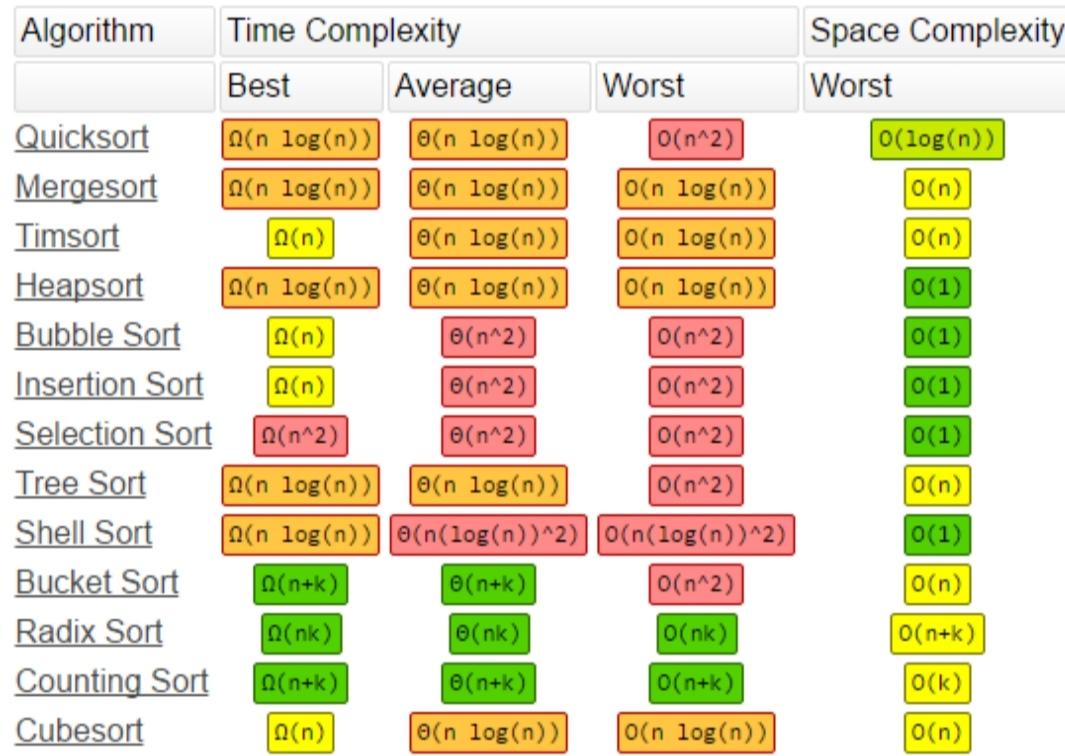 Algorithm Time Complexity Space Complexity
Best Average Worst Worst
Quicksort Ω(n log(n)) Θ(n log(n)) O(n^2) O(log(n))
Mergesort Ω(n log(n)) Θ(n log(n)) O(n log(n)) O(n)
Timsort Ω(n) Θ(n log(n)) O(n log(n)) O(n)
Heapsort Ω(n log(n)) Θ(n log(n)) O(n log(n)) O(1)
Bubble Sort Ω(n) Θ(n^2) O(n^2) O(1)
Insertion Sort Ω(n) Θ(n^2) O(n^2) O(1)
Selection Sort Ω(n^2) Θ(n^2) O(n^2) O(1)
Tree Sort Ω(n log(n)) Θ(n log(n)) O(n^2) O(n)
Shell Sort Ω(n log(n)) Θ(n(log(n))^2) O(n(log(n))^2) O(1)
Bucket Sort Ω(n+k) Θ(n+k) O(n^2) O(n)
Radix Sort Ω(nk) Θ(nk) O(nk) O(n+k)
Counting Sort Ω(n+k) Θ(n+k) O(n+k) O(k)
Cubesort Ω(n) Θ(n log(n)) O(n log(n)) O(n)